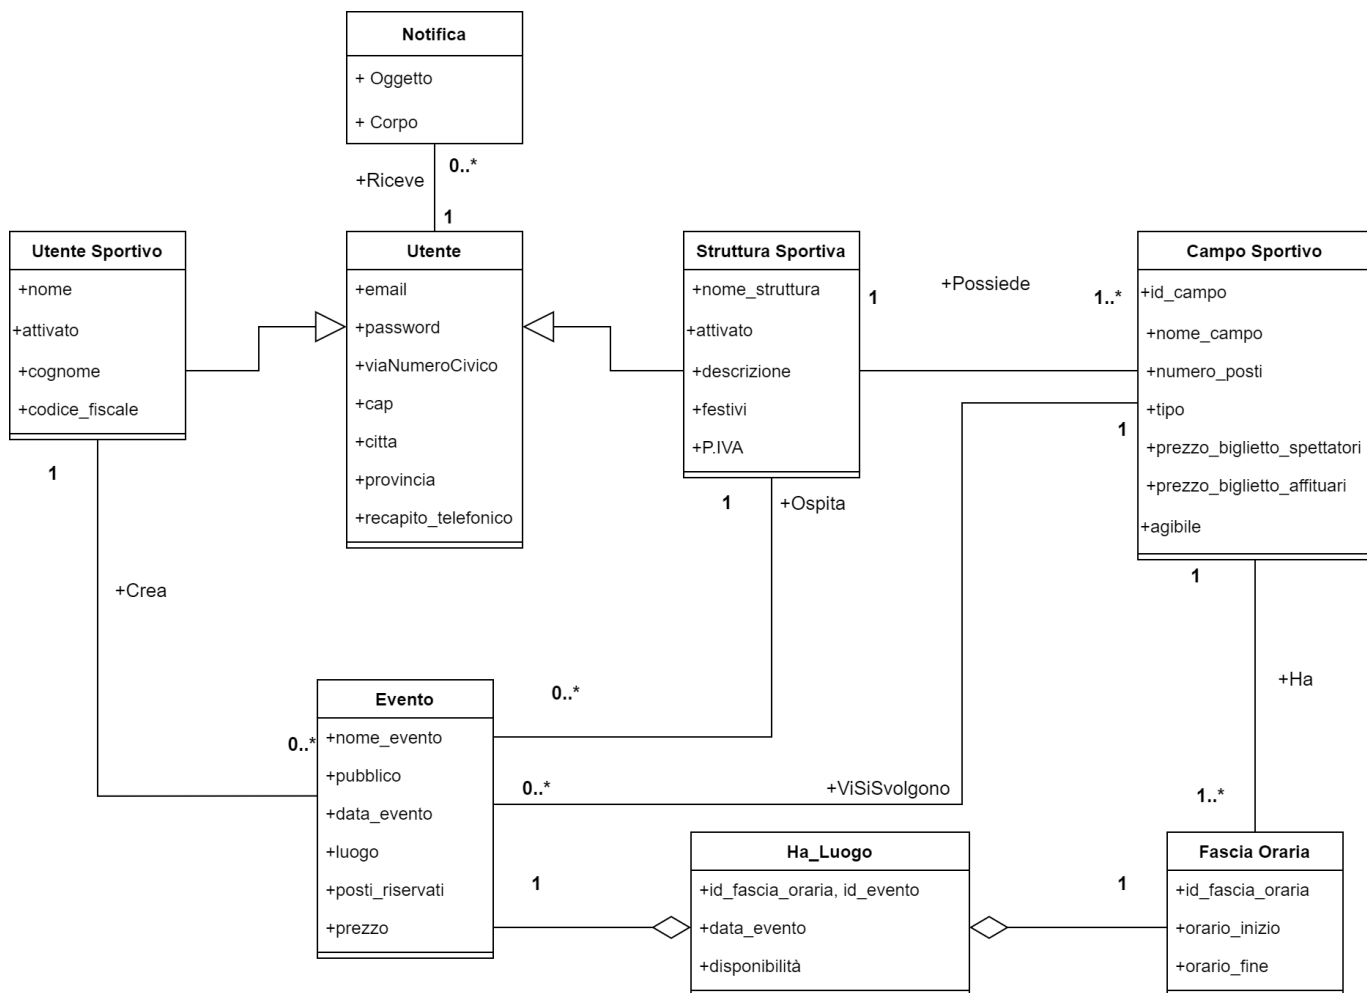 Notifica
+ Oggetto
+ Corpo
0..*
+Riceve
1
Utente Sportivo
+nome
+attivato
+cognome
+codice_fiscale
Utente
+email
+password
+viaNumeroCivico
+cap
+citta
+provincia
+recapito_telefonico
Struttura Sportiva
+nome_struttura
+attivato
+descrizione
+festivi
+P.IVA
1
+Possiede
1..*
Campo Sportivo
+id_campo
+nome_campo
+numero_posti
+tipo
+prezzo_biglietto_spettatori
+prezzo_biglietto_affituari
+agibile
1
1
+Crea
1
+Ospita
1
+Ha
1..*
0..*
0..*
Evento
+nome_evento
+pubblico
+data_evento
+luogo
+posti_riservati
+prezzo
0..*
+ViSiSvolgono
1
Ha_Luogo
+id_fascia_oraria, id_evento
+data_evento
+disponibilità
1
Fascia Oraria
+id_fascia_oraria
+orario_inizio
+orario_fine